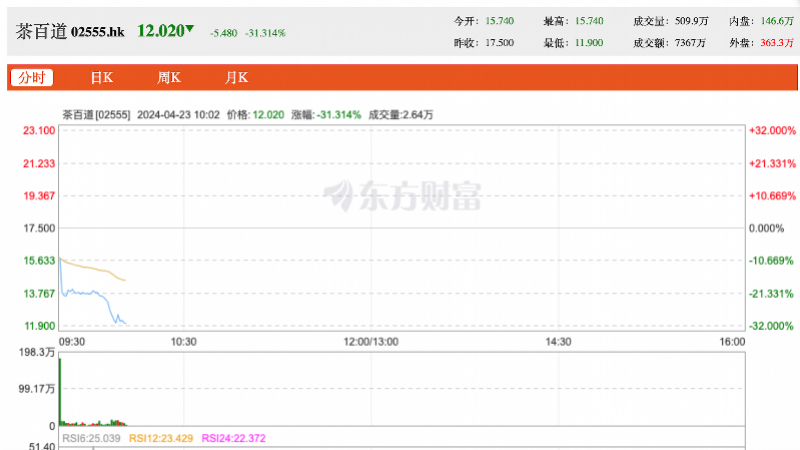 茶百道 02555.hk 12.020▼ -5.480 -31.314%
今开: 15.740 最高: 15.740 成交量: 509.9万 内盘: 146.6万
昨收: 17.500 最低: 11.900 成交额: 7367万 外盘: 363.3万
分时 日K 周K 月K
茶百道[02555] 2024-04-23 10:02 价格:12.020 涨幅:-31.314% 成交量:2.64万
23.100 +32.000%
21.233 +21.331%
19.367 +10.669%
东方财富
17.500 0.000%
15.633 -10.669%
13.767 -21.331%
11.900 -32.000%
09:30 10:30 12:00/13:00 14:30 16:00
198.3万
99.17万
0
RSI6:25.039 RSI12:23.429 RSI24:22.372
51.40